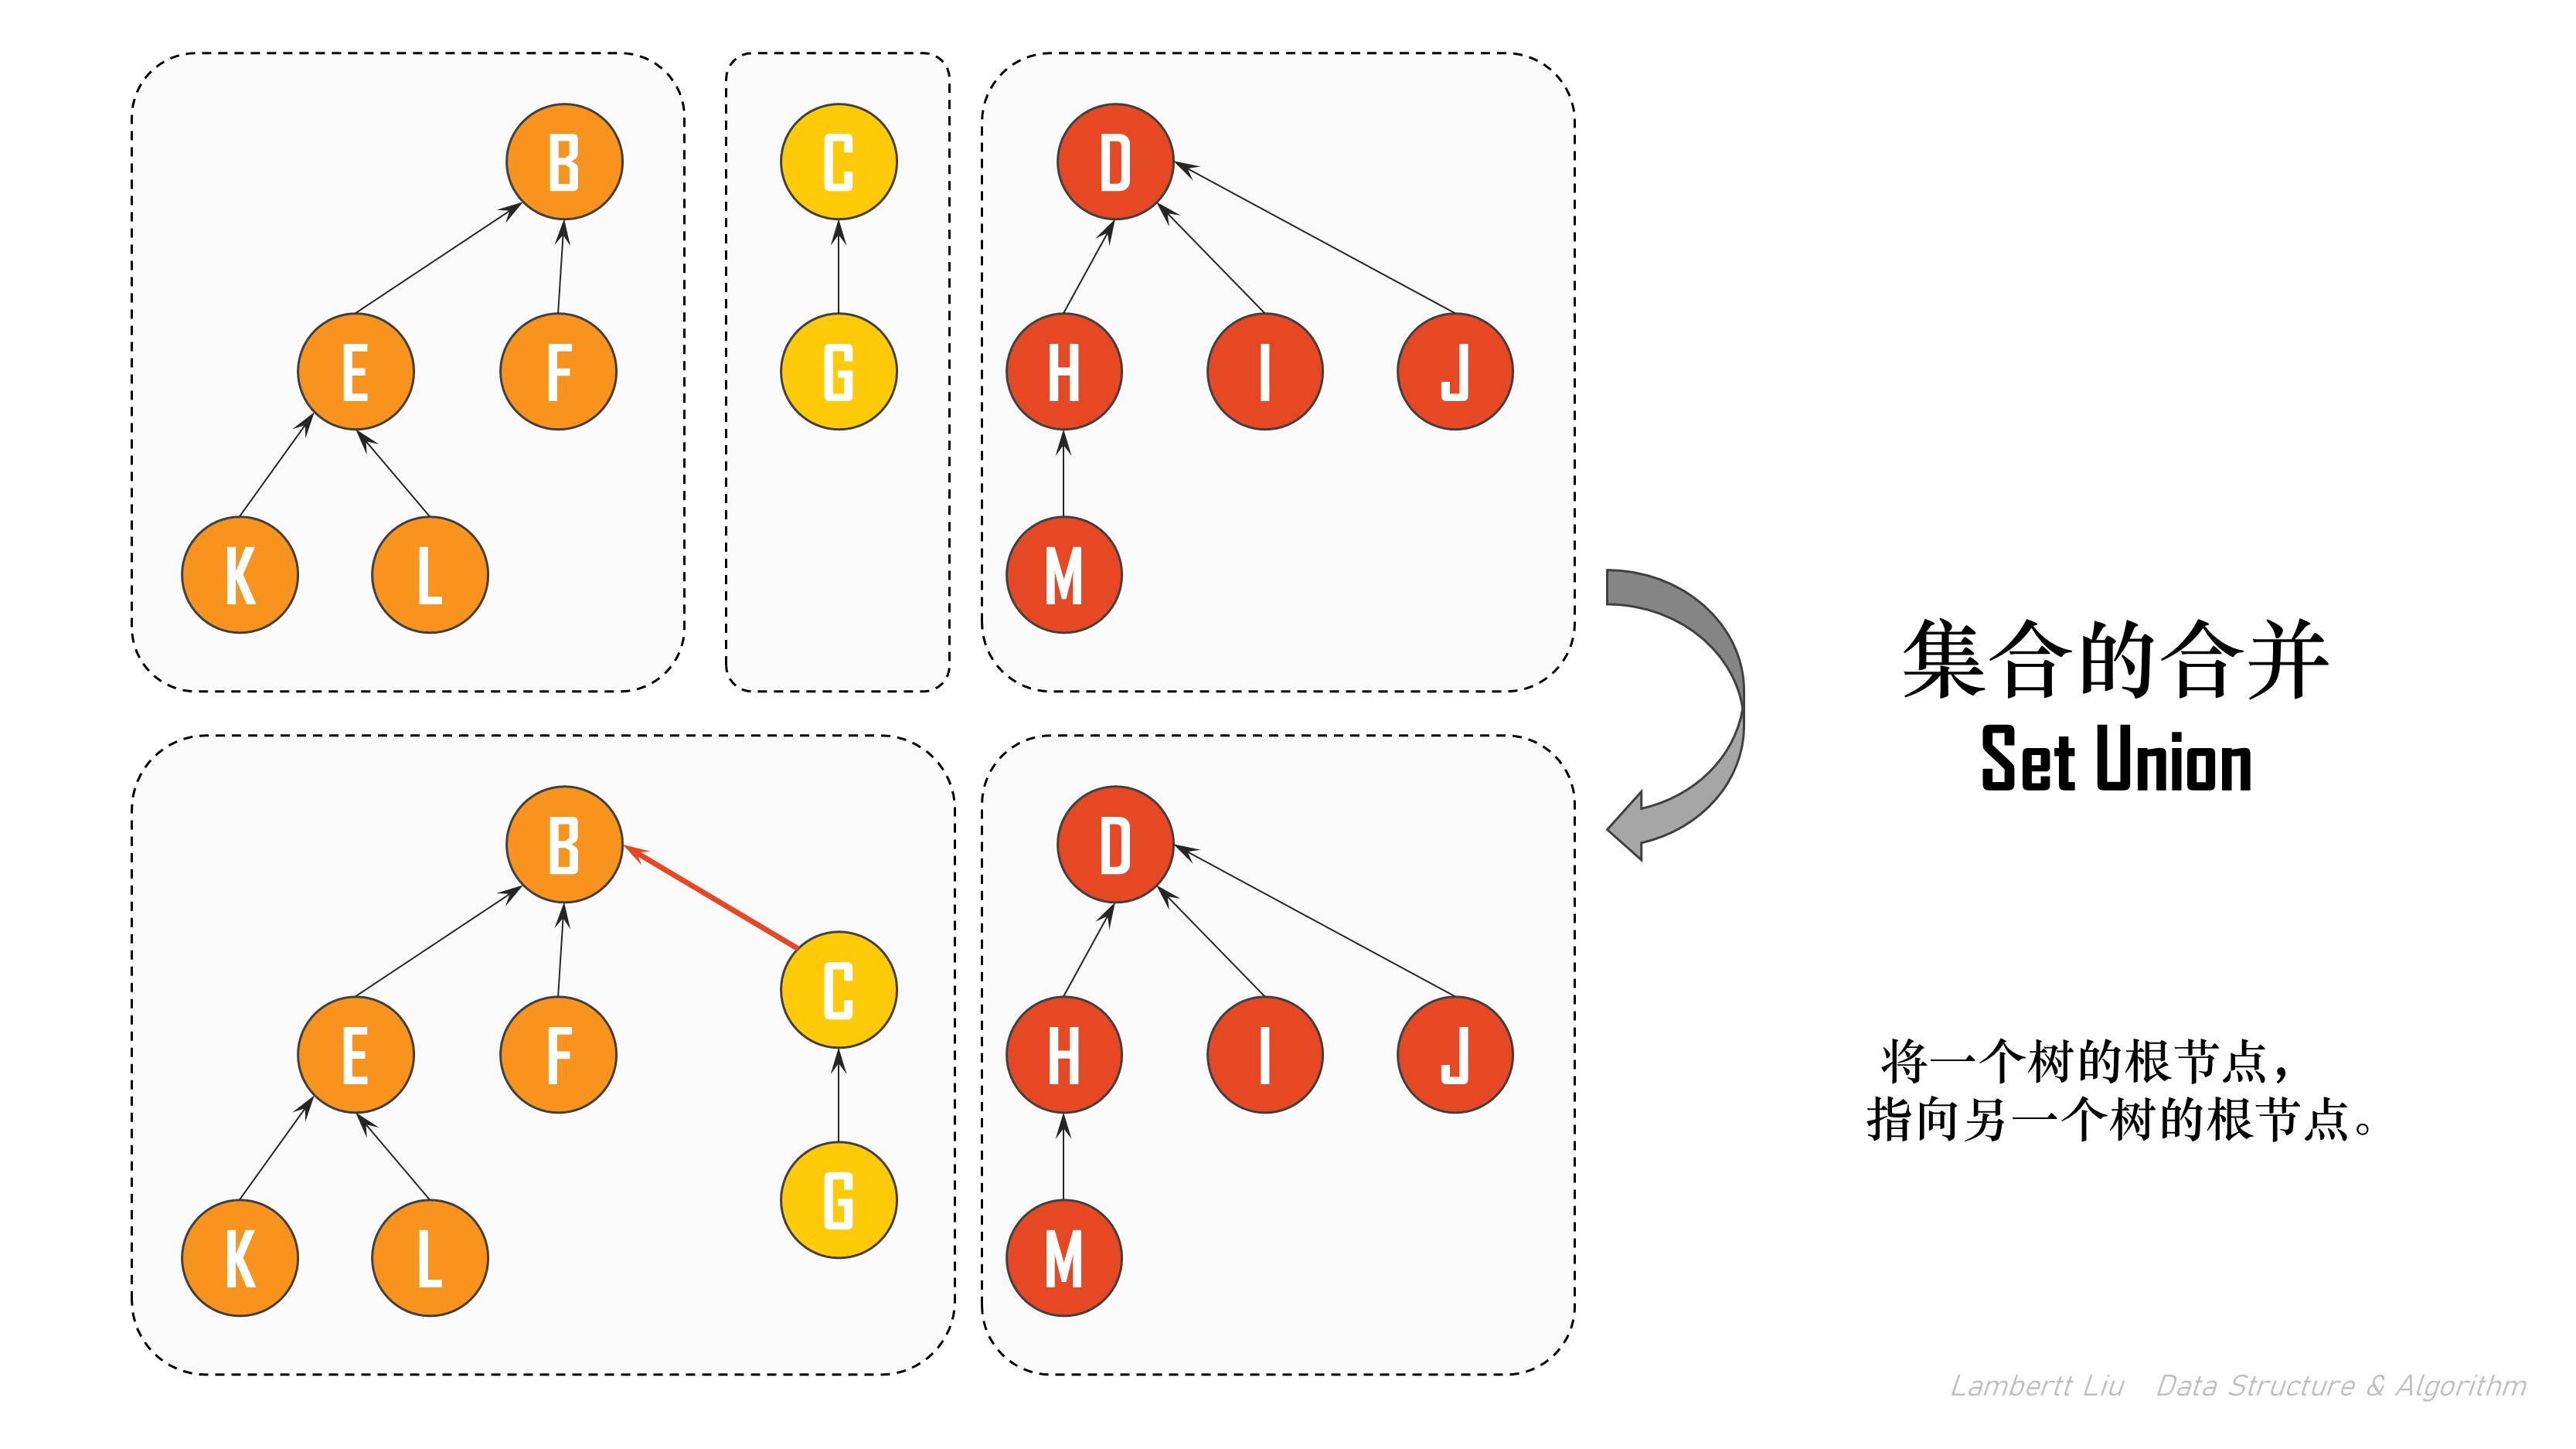 B
C
D
E
F
G
H
I
J
K
L
M
集合的合并
Set Union
B
D
C
E
F
H
I
J
G
K
L
M
将一个树的根节点，
指向另一个树的根节点。
Lambertt Liu Data Structure & Algorithm